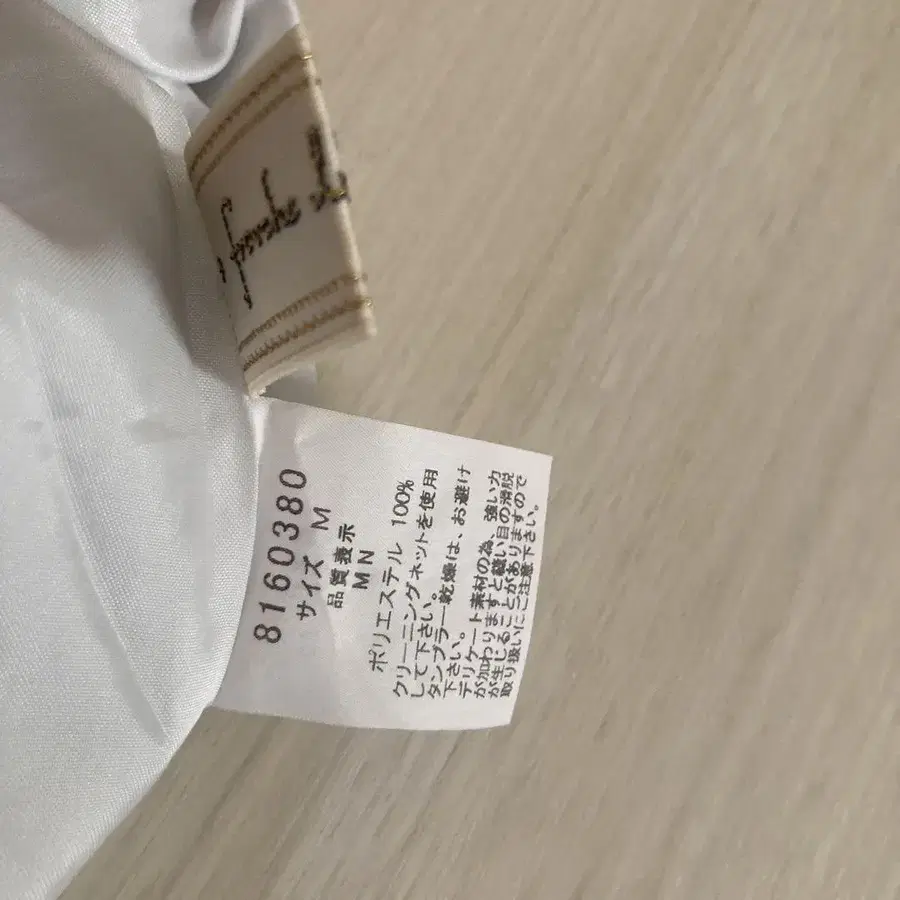 8160380
サイズ M
品質表示
MN
ポリエステル 100%
クリーニングネットを使用
して下さい。
タンブラー乾燥は、お避け
下さい。
デリケート素材の為、強い力
が加わりますと縫い目の滑脱
が生じることがありますので
取り扱いにご注意下さい。